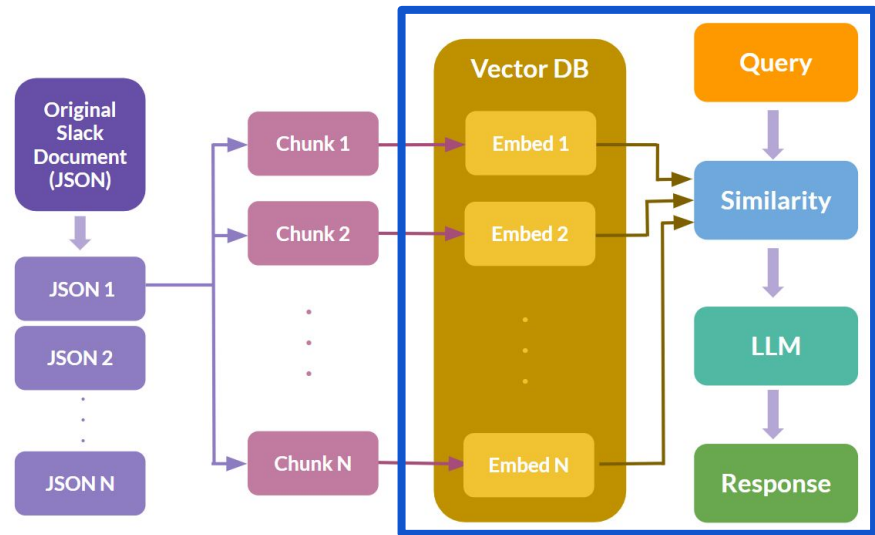 Original
Slack
Document
(JSON)
JSON 1
JSON 2
JSON N
Chunk 1
Chunk 2
Chunk N
Vector DB
Embed 1
Embed 2
Embed N
Query
Similarity
LLM
Response